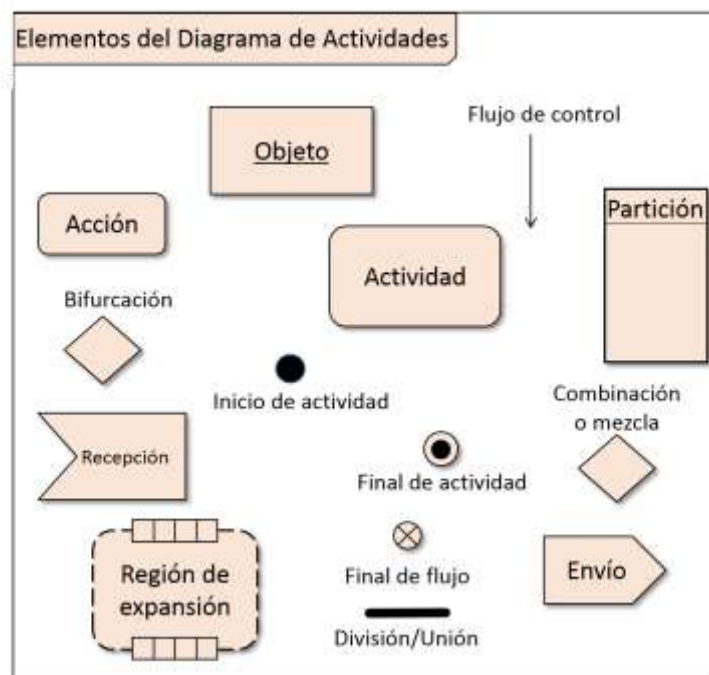 Elementos del Diagrama de Actividades
Flujo de control
Objeto
Partición
Acción
Actividad
Bifurcación
Inicio de actividad
Combinación
o mezcla
Recepción
Final de actividad
Región de
expansión
Final de flujo
Envío
División/Unión